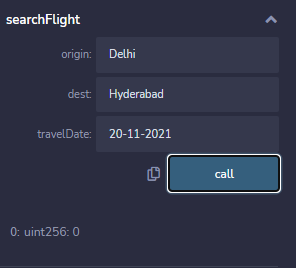 searchFlight
origin: Delhi
dest: Hyderabad
travelDate: 20-11-2021
call
0: uint256: 0